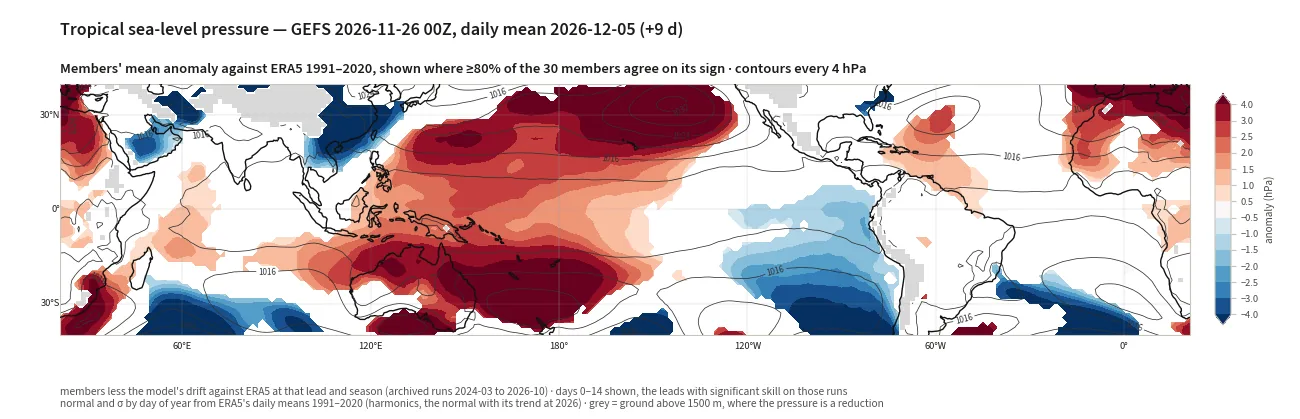 Tropical sea-level pressure — GEFS 2026-11-26 00Z, daily mean 2026-12-05 (+9 d)
Members' mean anomaly against ERA5 1991–2020, shown where ≥80% of the 30 members agree on its sign · contours every 4 hPa
30°N
0°
30°S
60°E
120°E
180°
120°W
60°W
0°
1016
1016
1016
1016
1016
1016
1016
1016
4.0
3.0
2.5
2.0
1.5
1.0
0.5
−0.5
−1.0
−1.5
−2.0
−2.5
−3.0
−4.0
anomaly (hPa)
members less the model's drift against ERA5 at that lead and season (archived runs 2024-03 to 2026-10) · days 0–14 shown, the leads with significant skill on those runs
normal and σ by day of year from ERA5's daily means 1991–2020 (harmonics, the normal with its trend at 2026) · grey = ground above 1500 m, where the pressure is a reduction